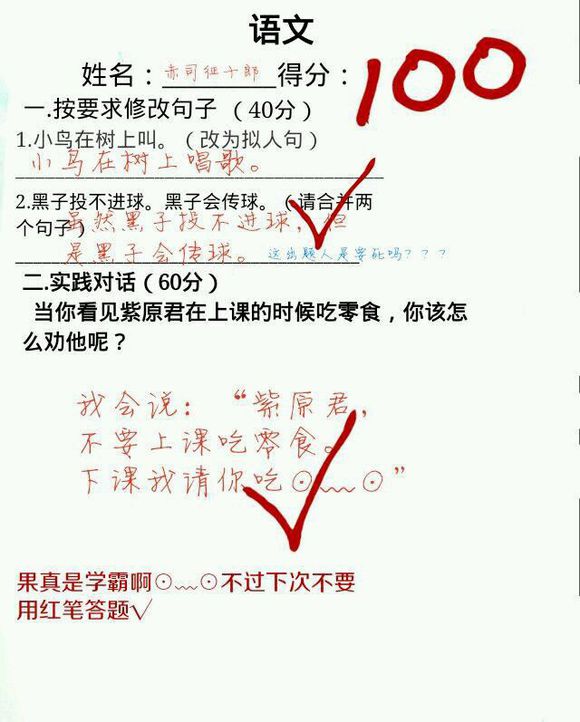 语文
姓名：赤司征十郎得分：100
一.按要求修改句子（40分）
1.小鸟在树上叫。（改为拟人句）
小鸟在树上唱歌。
2.黑子投不进球。黑子会传球。（请合并两
个句子）
虽然黑子投不进球，但
是黑子会传球。这出题人是要死吗？？？
二.实践对话（60分）
当你看见紫原君在上课的时候吃零食，你该怎
么劝他呢？
我会说：“紫原君，
不要上课吃零食。
下课我请你吃⊙﹏⊙”
果真是学霸啊⊙﹏⊙不过下次不要
用红笔答题√